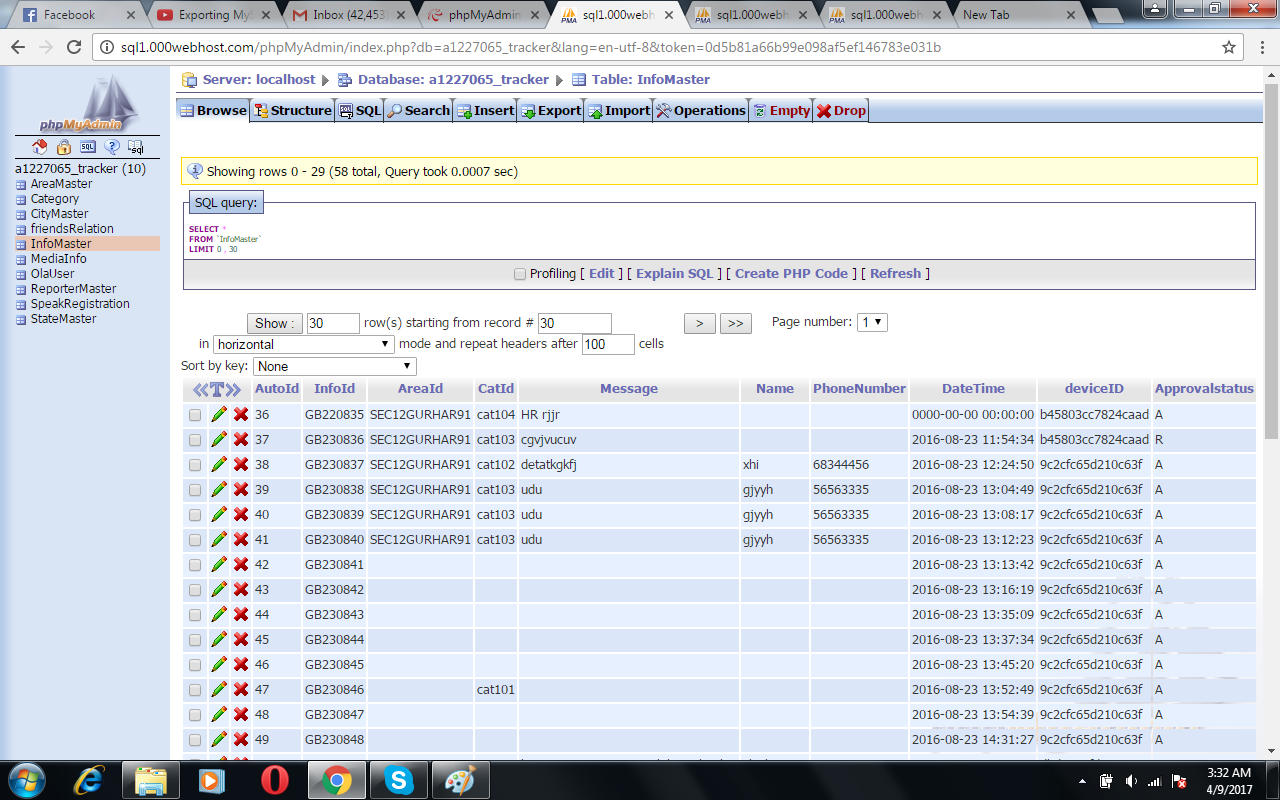 Facebook
Exporting MyS
Inbox (42,453)
phpMyAdmin
sql1.000webh
sql1.000webh
sql1.000webh
New Tab
sql1.000webhost.com/phpMyAdmin/index.php?db=a1227065_tracker&lang=en-utf-8&token=0d5b81a66b99e098af5ef146783e031b
phpMyAdmin
a1227065_tracker (10)
AreaMaster
Category
CityMaster
friendsRelation
InfoMaster
MediaInfo
OlaUser
ReporterMaster
SpeakRegistration
StateMaster
Server: localhost Database: a1227065_tracker Table: InfoMaster
Browse Structure SQL Search Insert Export Import Operations Empty Drop
Showing rows 0 - 29 (58 total, Query took 0.0007 sec)
SQL query:
SELECT *
FROM `InfoMaster`
LIMIT 0 , 30
Profiling [ Edit ] [ Explain SQL ] [ Create PHP Code ] [ Refresh ]
Show : 30 row(s) starting from record # 30 > >> Page number: 1
in horizontal mode and repeat headers after 100 cells
Sort by key: None
AutoId InfoId AreaId CatId Message Name PhoneNumber DateTime deviceID Approvalstatus
36 GB220835 SEC12GURHAR91 cat104 HR rjjr 0000-00-00 00:00:00 b45803cc7824caad A
37 GB230836 SEC12GURHAR91 cat103 cgvjvucuv 2016-08-23 11:54:34 b45803cc7824caad R
38 GB230837 SEC12GURHAR91 cat102 detatkgkfj xhi 68344456 2016-08-23 12:24:50 9c2cfc65d210c63f A
39 GB230838 SEC12GURHAR91 cat103 udu gjyyh 56563335 2016-08-23 13:04:49 9c2cfc65d210c63f A
40 GB230839 SEC12GURHAR91 cat103 udu gjyyh 56563335 2016-08-23 13:08:17 9c2cfc65d210c63f A
41 GB230840 SEC12GURHAR91 cat103 udu gjyyh 56563335 2016-08-23 13:12:23 9c2cfc65d210c63f A
42 GB230841 2016-08-23 13:13:42 9c2cfc65d210c63f A
43 GB230842 2016-08-23 13:16:19 9c2cfc65d210c63f A
44 GB230843 2016-08-23 13:35:09 9c2cfc65d210c63f A
45 GB230844 2016-08-23 13:37:34 9c2cfc65d210c63f A
46 GB230845 2016-08-23 13:45:20 9c2cfc65d210c63f A
47 GB230846 cat101 2016-08-23 13:52:49 9c2cfc65d210c63f A
48 GB230847 2016-08-23 13:54:39 9c2cfc65d210c63f A
49 GB230848 2016-08-23 14:31:27 9c2cfc65d210c63f A
3:32 AM
4/9/2017